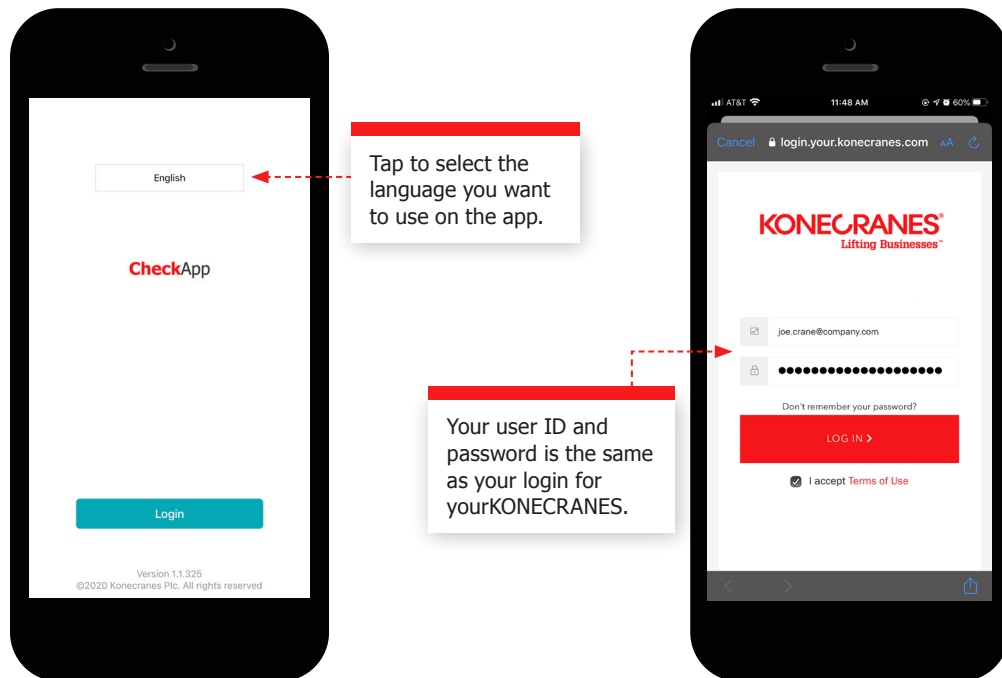 English
CheckApp
Login
Version 1.1.325
©2020 Konecranes Plc. All rights reserved
Tap to select the
language you want
to use on the app.
Your user ID and
password is the same
as your login for
yourKONECRANES.
AT&T
11:48 AM
60%
Cancel
login.your.konecranes.com
AA
KONECRANES®
Lifting Businesses™
joe.crane@company.com
●●●●●●●●●●●●●●●●●●●●
Don't remember your password?
LOG IN >
I accept Terms of Use